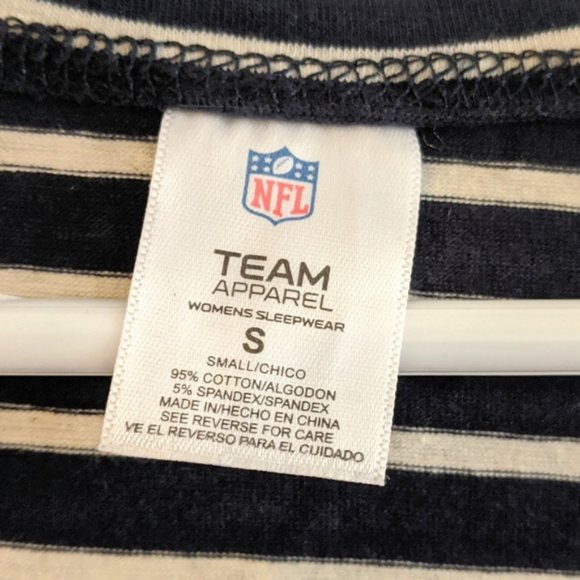 NFL
TEAM
APPAREL
WOMENS SLEEPWEAR
S
SMALL/CHICO
95% COTTON/ALGODON
5% SPANDEX/SPANDEX
MADE IN/HECHO EN CHINA
SEE REVERSE FOR CARE
VE EL REVERSO PARA EL CUIDADO